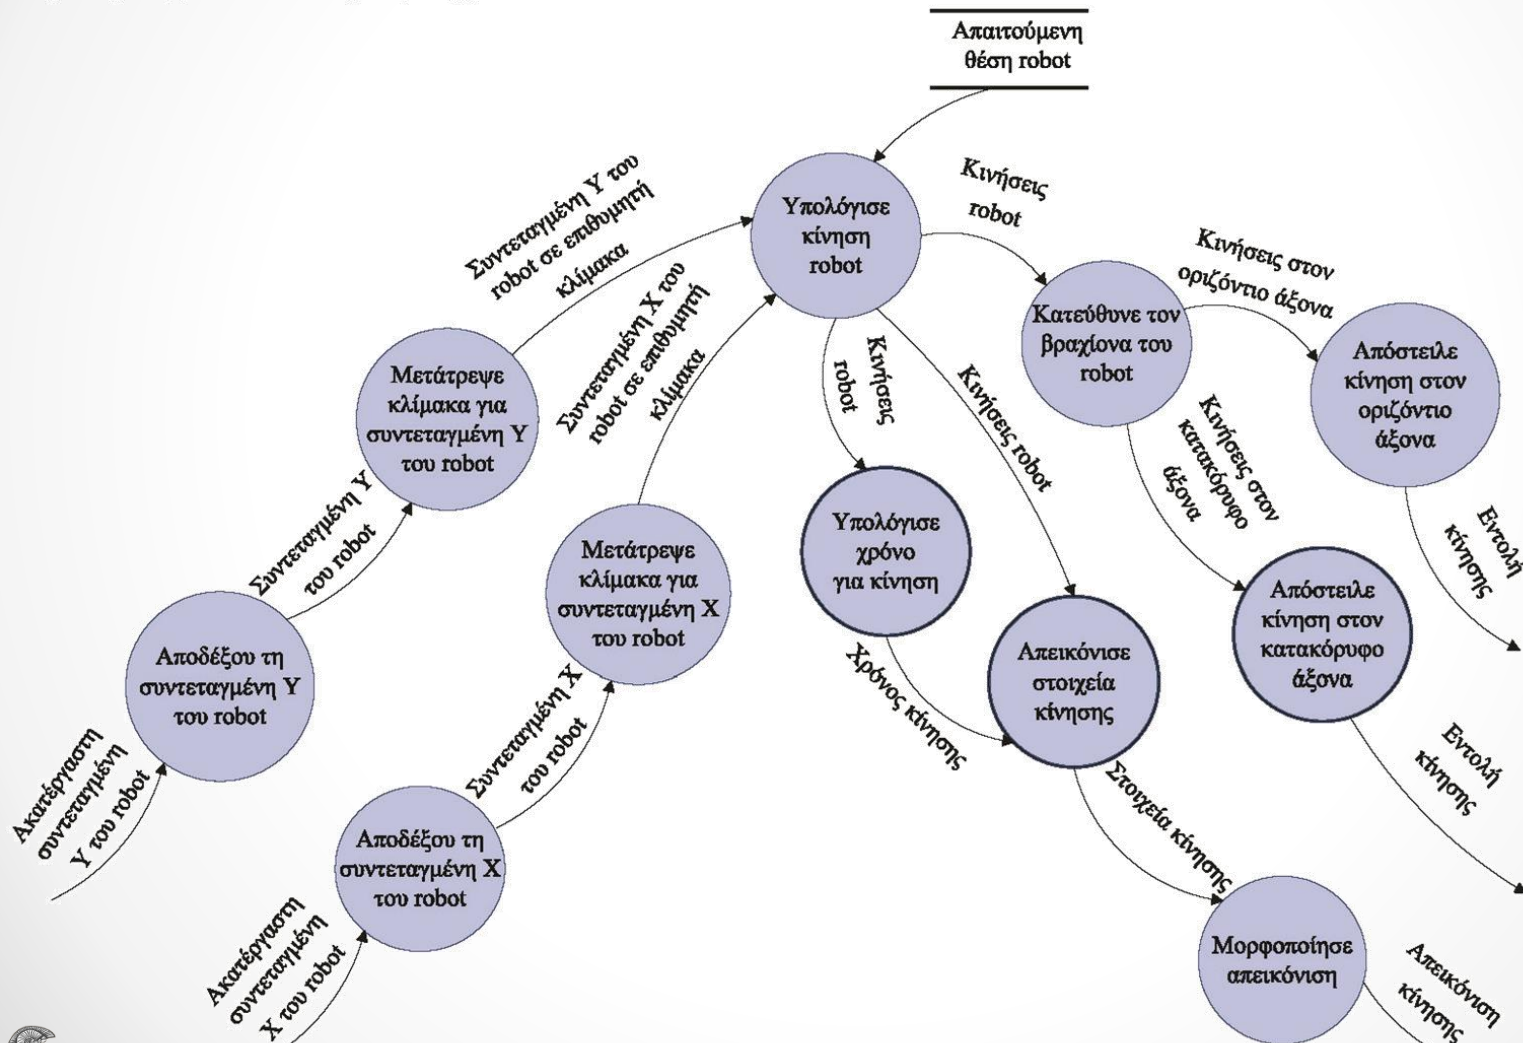 Απαιτούμενη
θέση robot
Υπολόγισε
κίνηση
robot
Κινήσεις
robot
Συντεταγμένη Υ του
robot σε επιθυμητή
κλίμακα
Συντεταγμένη Χ του
robot σε επιθυμητή
κλίμακα
Κινήσεις στον
οριζόντιο άξονα
Κατεύθυνε τον
βραχίονα του
robot
Απόστειλε
κίνηση στον
οριζόντιο
άξονα
Μετάτρεψε
κλίμακα για
συντεταγμένη Υ
του robot
Κινήσεις
robot
Κινήσεις robot
Κινήσεις στον
κατακόρυφο
άξονα
Συντεταγμένη Υ
του robot
Μετάτρεψε
κλίμακα για
συντεταγμένη Χ
του robot
Υπολόγισε
χρόνο
για κίνηση
Εντολή
κίνησης
Απόστειλε
κίνηση στον
κατακόρυφο
άξονα
Αποδέξου τη
συντεταγμένη Υ
του robot
Συντεταγμένη Χ
του robot
Χρόνος κίνησης
Απεικόνισε
στοιχεία
κίνησης
Εντολή
κίνησης
Ακατέργαστη
συντεταγμένη
Υ του robot
Αποδέξου τη
συντεταγμένη Χ
του robot
Στοιχεία κίνησης
Ακατέργαστη
συντεταγμένη
Χ του robot
Μορφοποίησε
απεικόνιση
Απεικόνιση
κίνησης